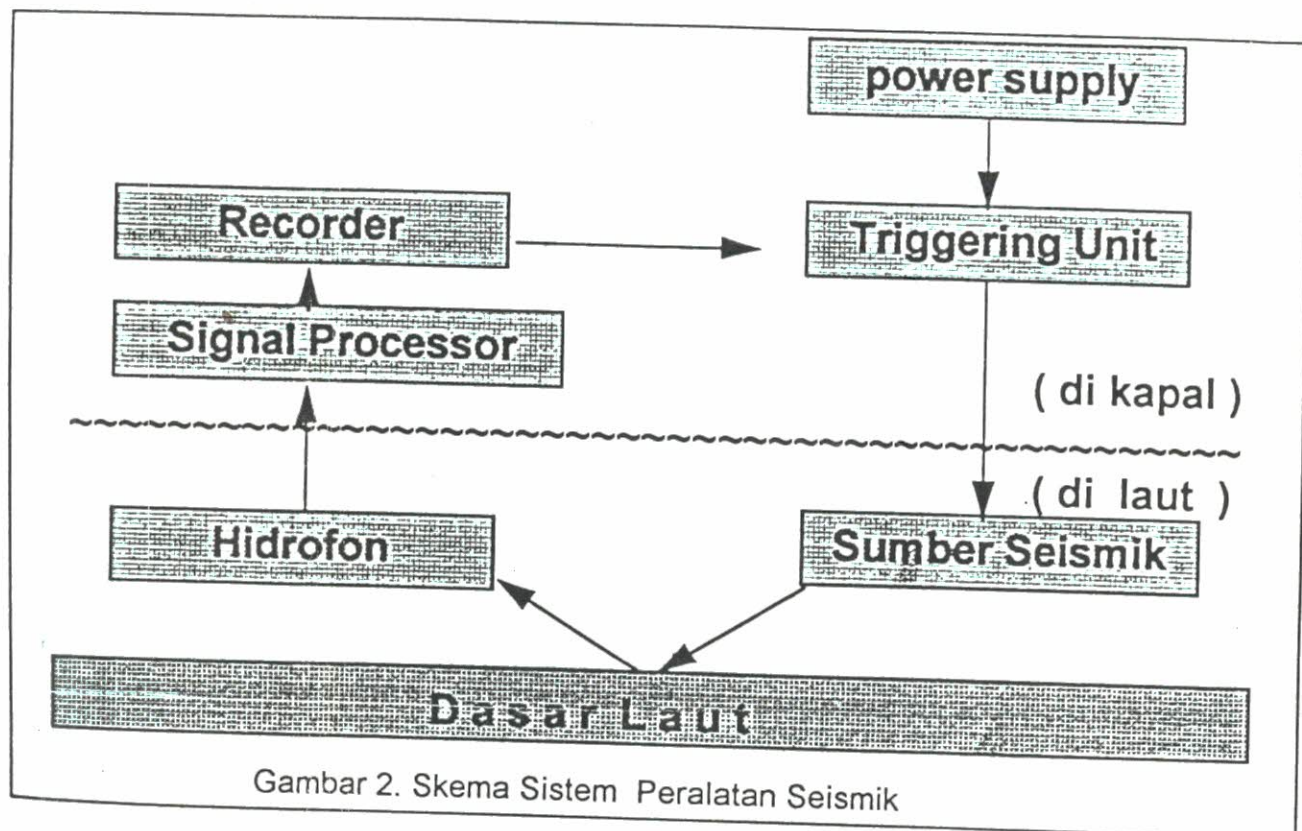 power supply
Recorder
Triggering Unit
Signal Processor
( di kapal )
( di laut )
Hidrofon
Sumber Seismik
Dasar Laut
Gambar 2. Skema Sistem Peralatan Seismik